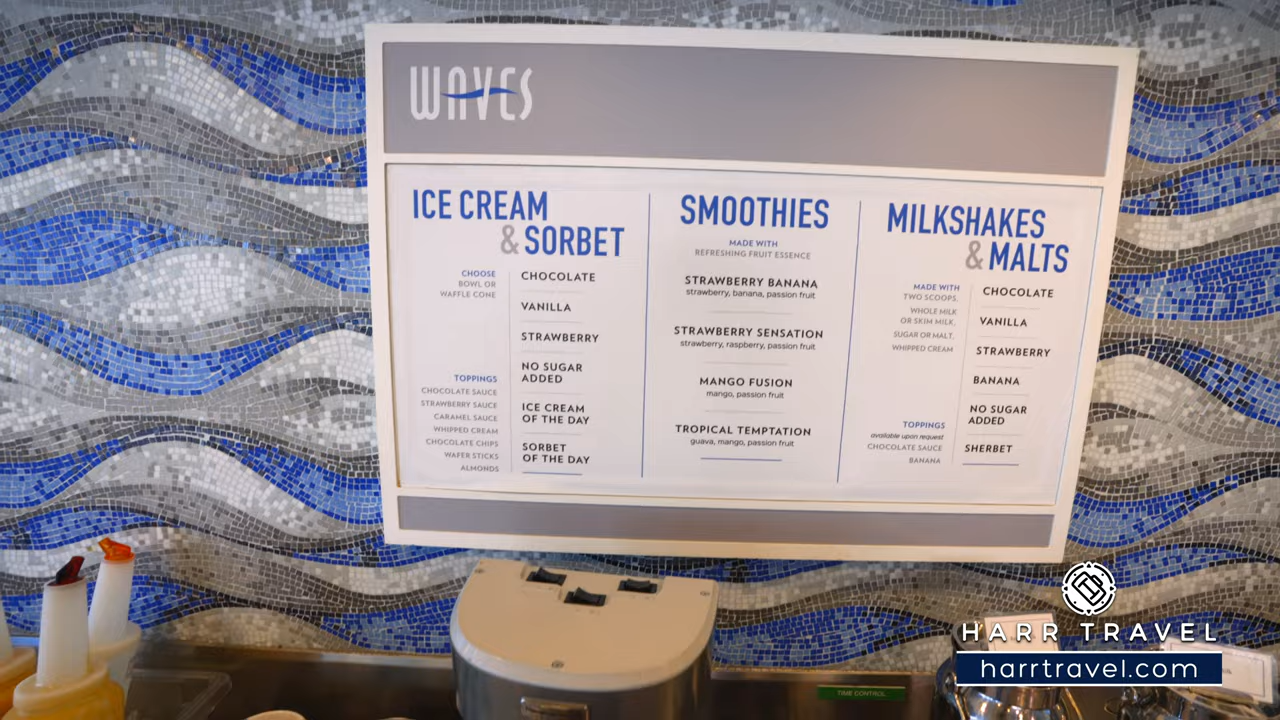 WAVES
ICE CREAM
& SORBET
CHOOSE
BOWL OR
WAFFLE CONE
TOPPINGS
CHOCOLATE SAUCE
STRAWBERRY SAUCE
CARAMEL SAUCE
WHIPPED CREAM
CHOCOLATE CHIPS
WAFER STICKS
ALMONDS
CHOCOLATE
VANILLA
STRAWBERRY
NO SUGAR
ADDED
ICE CREAM
OF THE DAY
SORBET
OF THE DAY
SMOOTHIES
MADE WITH
REFRESHING FRUIT ESSENCE
STRAWBERRY BANANA
strawberry, banana, passion fruit
STRAWBERRY SENSATION
strawberry, raspberry, passion fruit
MANGO FUSION
mango, passion fruit
TROPICAL TEMPTATION
guava, mango, passion fruit
MILKSHAKES
& MALTS
MADE WITH
TWO SCOOPS,
WHOLE MILK
OR SKIM MILK,
SUGAR OR MALT,
WHIPPED CREAM
TOPPINGS
available upon request
CHOCOLATE SAUCE
BANANA
CHOCOLATE
VANILLA
STRAWBERRY
BANANA
NO SUGAR
ADDED
SHERBET
TIME CONTROL
HARR TRAVEL
harrtravel.com